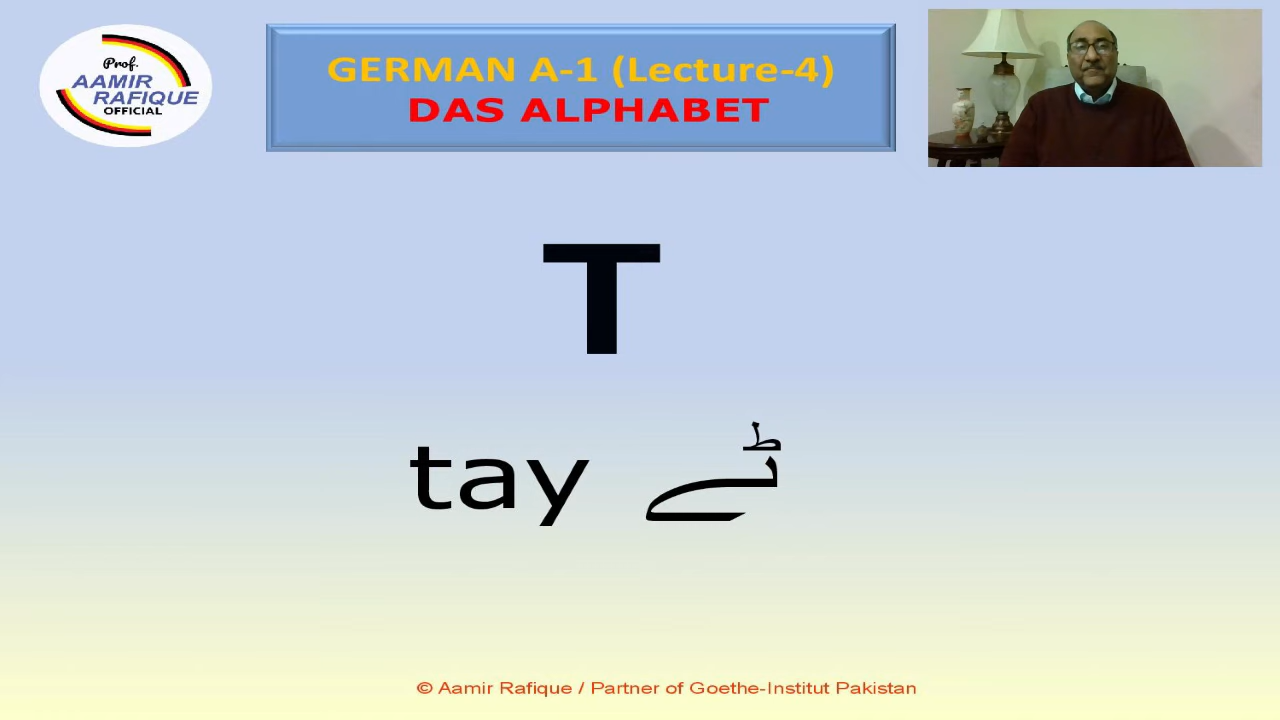 Prof.
AAMIR
RAFIQUE
OFFICIAL
GERMAN A-1 (Lecture-4)
DAS ALPHABET
T
tay ٹے
© Aamir Rafique / Partner of Goethe-Institut Pakistan